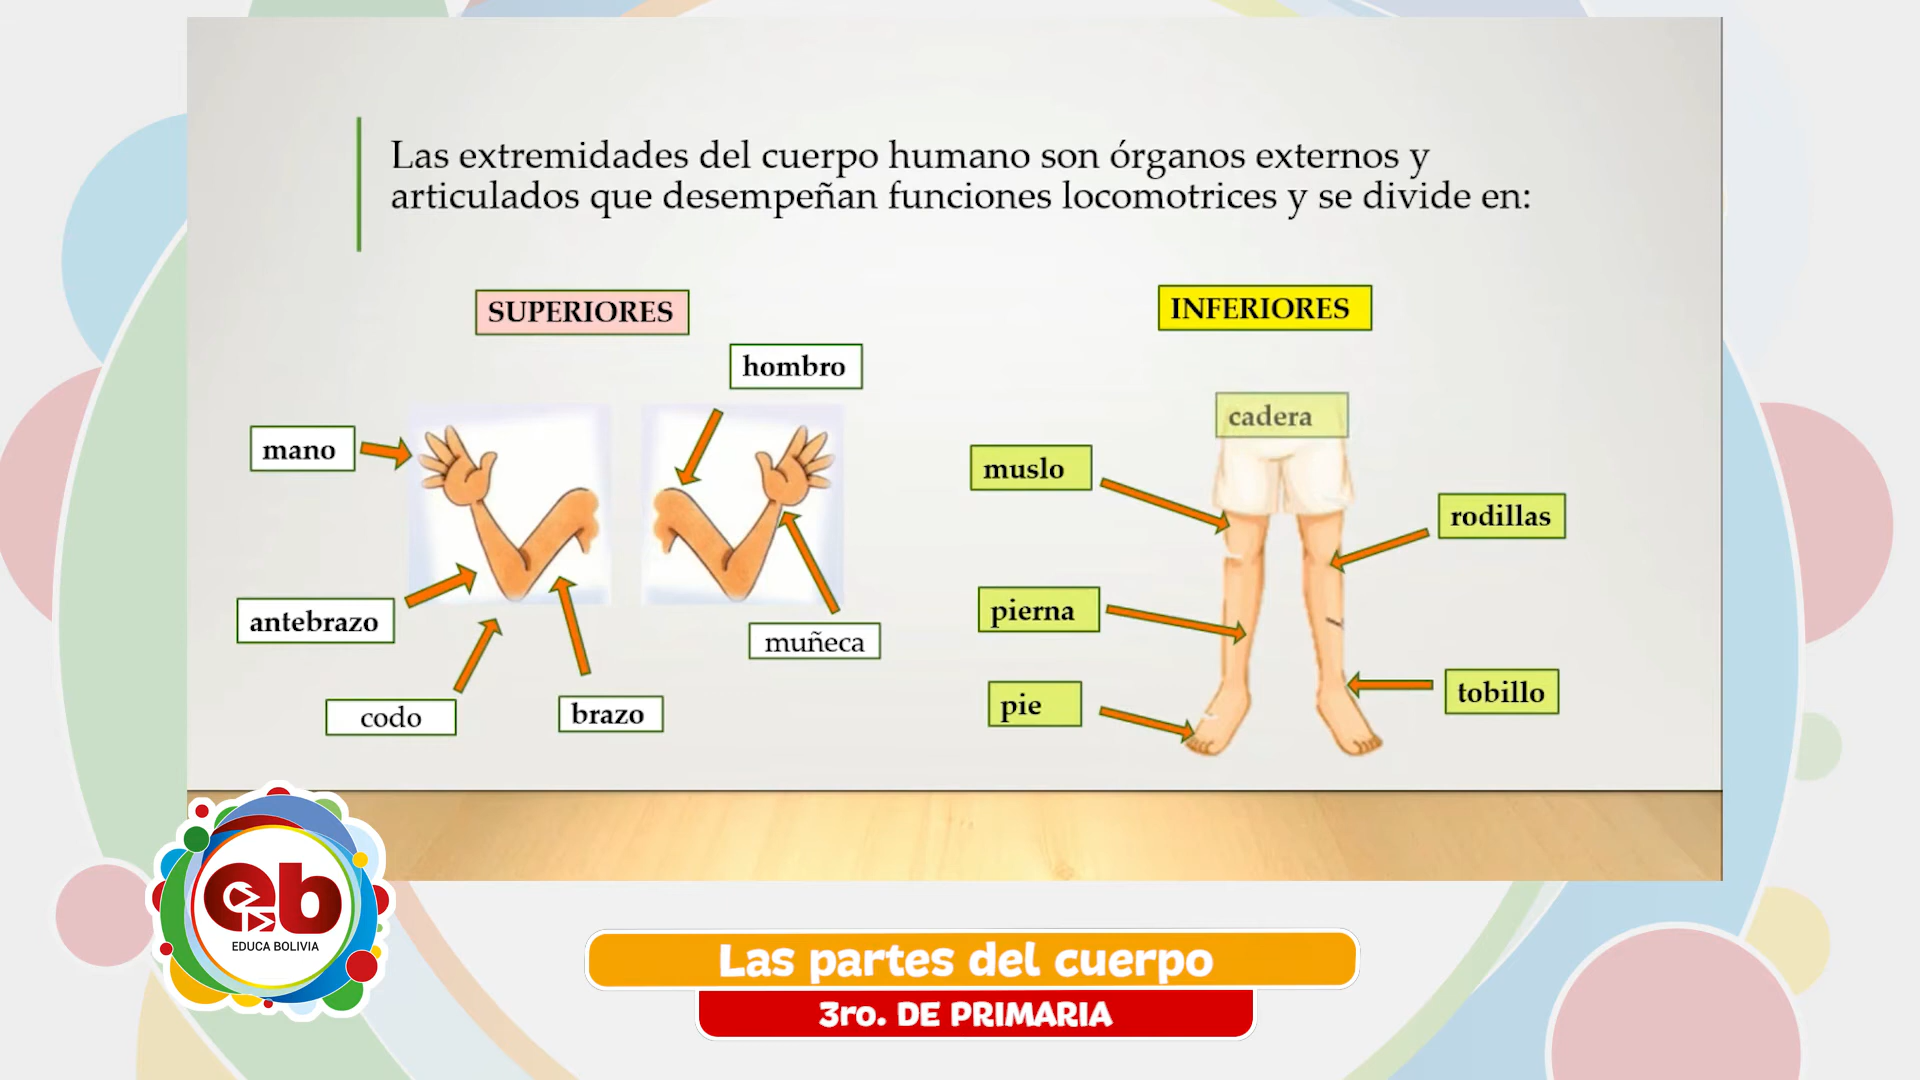 Las extremidades del cuerpo humano son órganos externos y
articulados que desempeñan funciones locomotrices y se divide en:
SUPERIORES
INFERIORES
hombro
mano
antebrazo
codo
brazo
muñeca
cadera
muslo
rodillas
pierna
pie
tobillo
eb
EDUCA BOLIVIA
Las partes del cuerpo
3ro. DE PRIMARIA